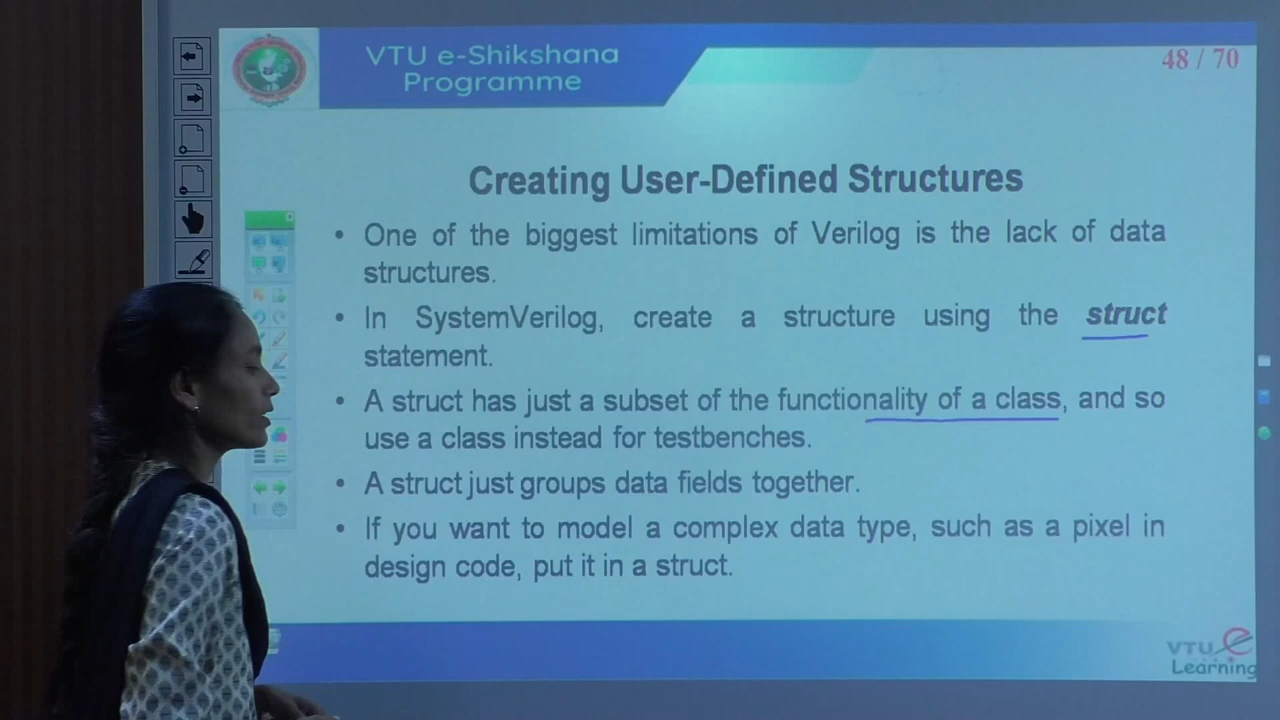 VTU e-Shikshana
Programme
48 / 70
Creating User-Defined Structures
• One of the biggest limitations of Verilog is the lack of data
structures.
• In SystemVerilog, create a structure using the struct
statement.
• A struct has just a subset of the functionality of a class, and so
use a class instead for testbenches.
• A struct just groups data fields together.
• If you want to model a complex data type, such as a pixel in
design code, put it in a struct.
VTU e
Learning